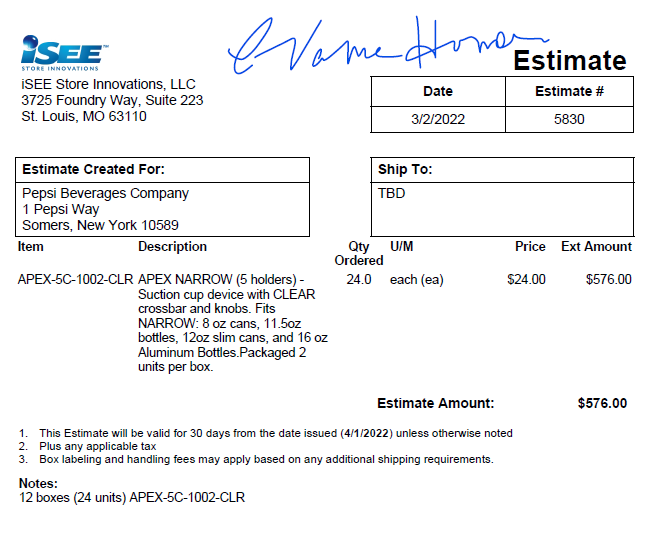 iSEE™
STORE INNOVATIONS
Estimate
iSEE Store Innovations, LLC
3725 Foundry Way, Suite 223
St. Louis, MO 63110
Date Estimate #
3/2/2022 5830
Estimate Created For:
Pepsi Beverages Company
1 Pepsi Way
Somers, New York 10589
Ship To:
TBD
Item Description Qty Ordered U/M Price Ext Amount
APEX-5C-1002-CLR APEX NARROW (5 holders) - 24.0 each (ea) $24.00 $576.00
Suction cup device with CLEAR
crossbar and knobs. Fits
NARROW: 8 oz cans, 11.5oz
bottles, 12oz slim cans, and 16 oz
Aluminum Bottles.Packaged 2
units per box.
Estimate Amount: $576.00
1. This Estimate will be valid for 30 days from the date issued (4/1/2022) unless otherwise noted
2. Plus any applicable tax
3. Box labeling and handling fees may apply based on any additional shipping requirements.
Notes:
12 boxes (24 units) APEX-5C-1002-CLR